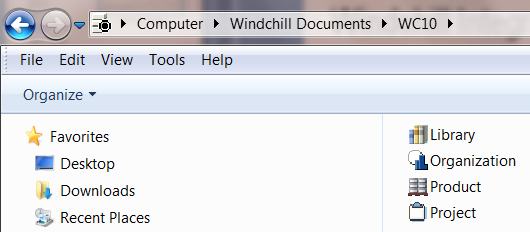 Computer Windchill Documents WC10
File Edit View Tools Help
Organize
Favorites
Desktop
Downloads
Recent Places
Library
Organization
Product
Project